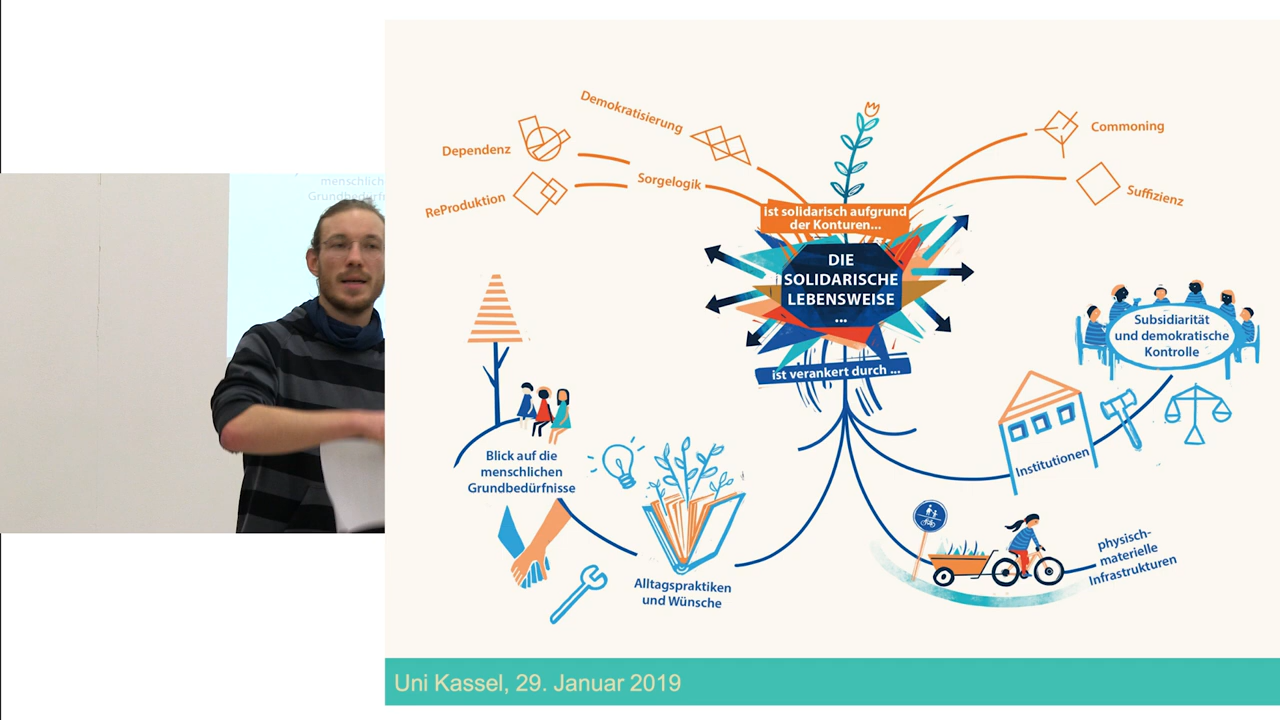 menschlich
Grundbedürf
Demokratisierung
Dependenz
Sorgelogik
ReProduktion
Commoning
Suffizienz
ist solidarisch aufgrund
der Konturen...
DIE
SOLIDARISCHE
LEBENSWEISE
...
ist verankert durch ...
Subsidiarität
und demokratische
Kontrolle
Institutionen
Blick auf die
menschlichen
Grundbedürfnisse
Alltagspraktiken
und Wünsche
physisch-
materielle
Infrastrukturen
Uni Kassel, 29. Januar 2019